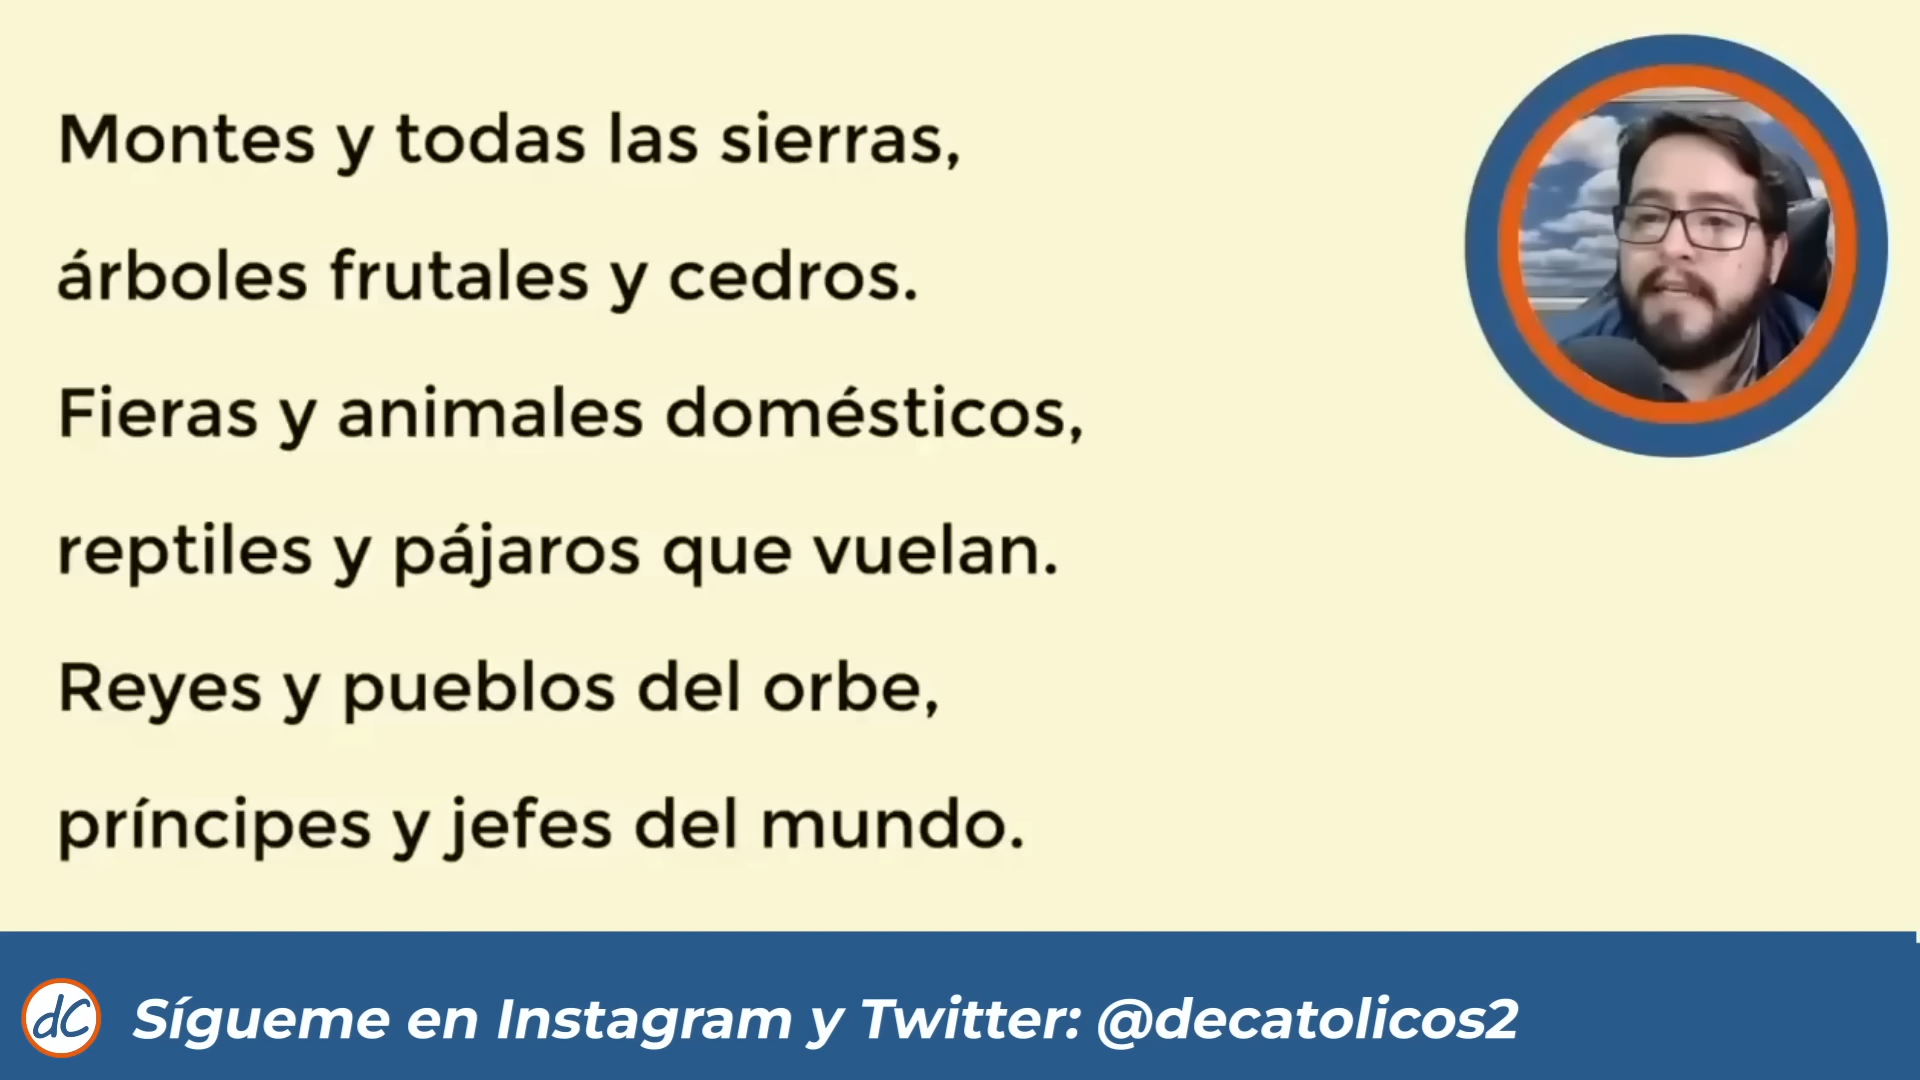 Montes y todas las sierras,
árboles frutales y cedros.
Fieras y animales domésticos,
reptiles y pájaros que vuelan.
Reyes y pueblos del orbe,
príncipes y jefes del mundo.
dC Sígueme en Instagram y Twitter: @decatolicos2